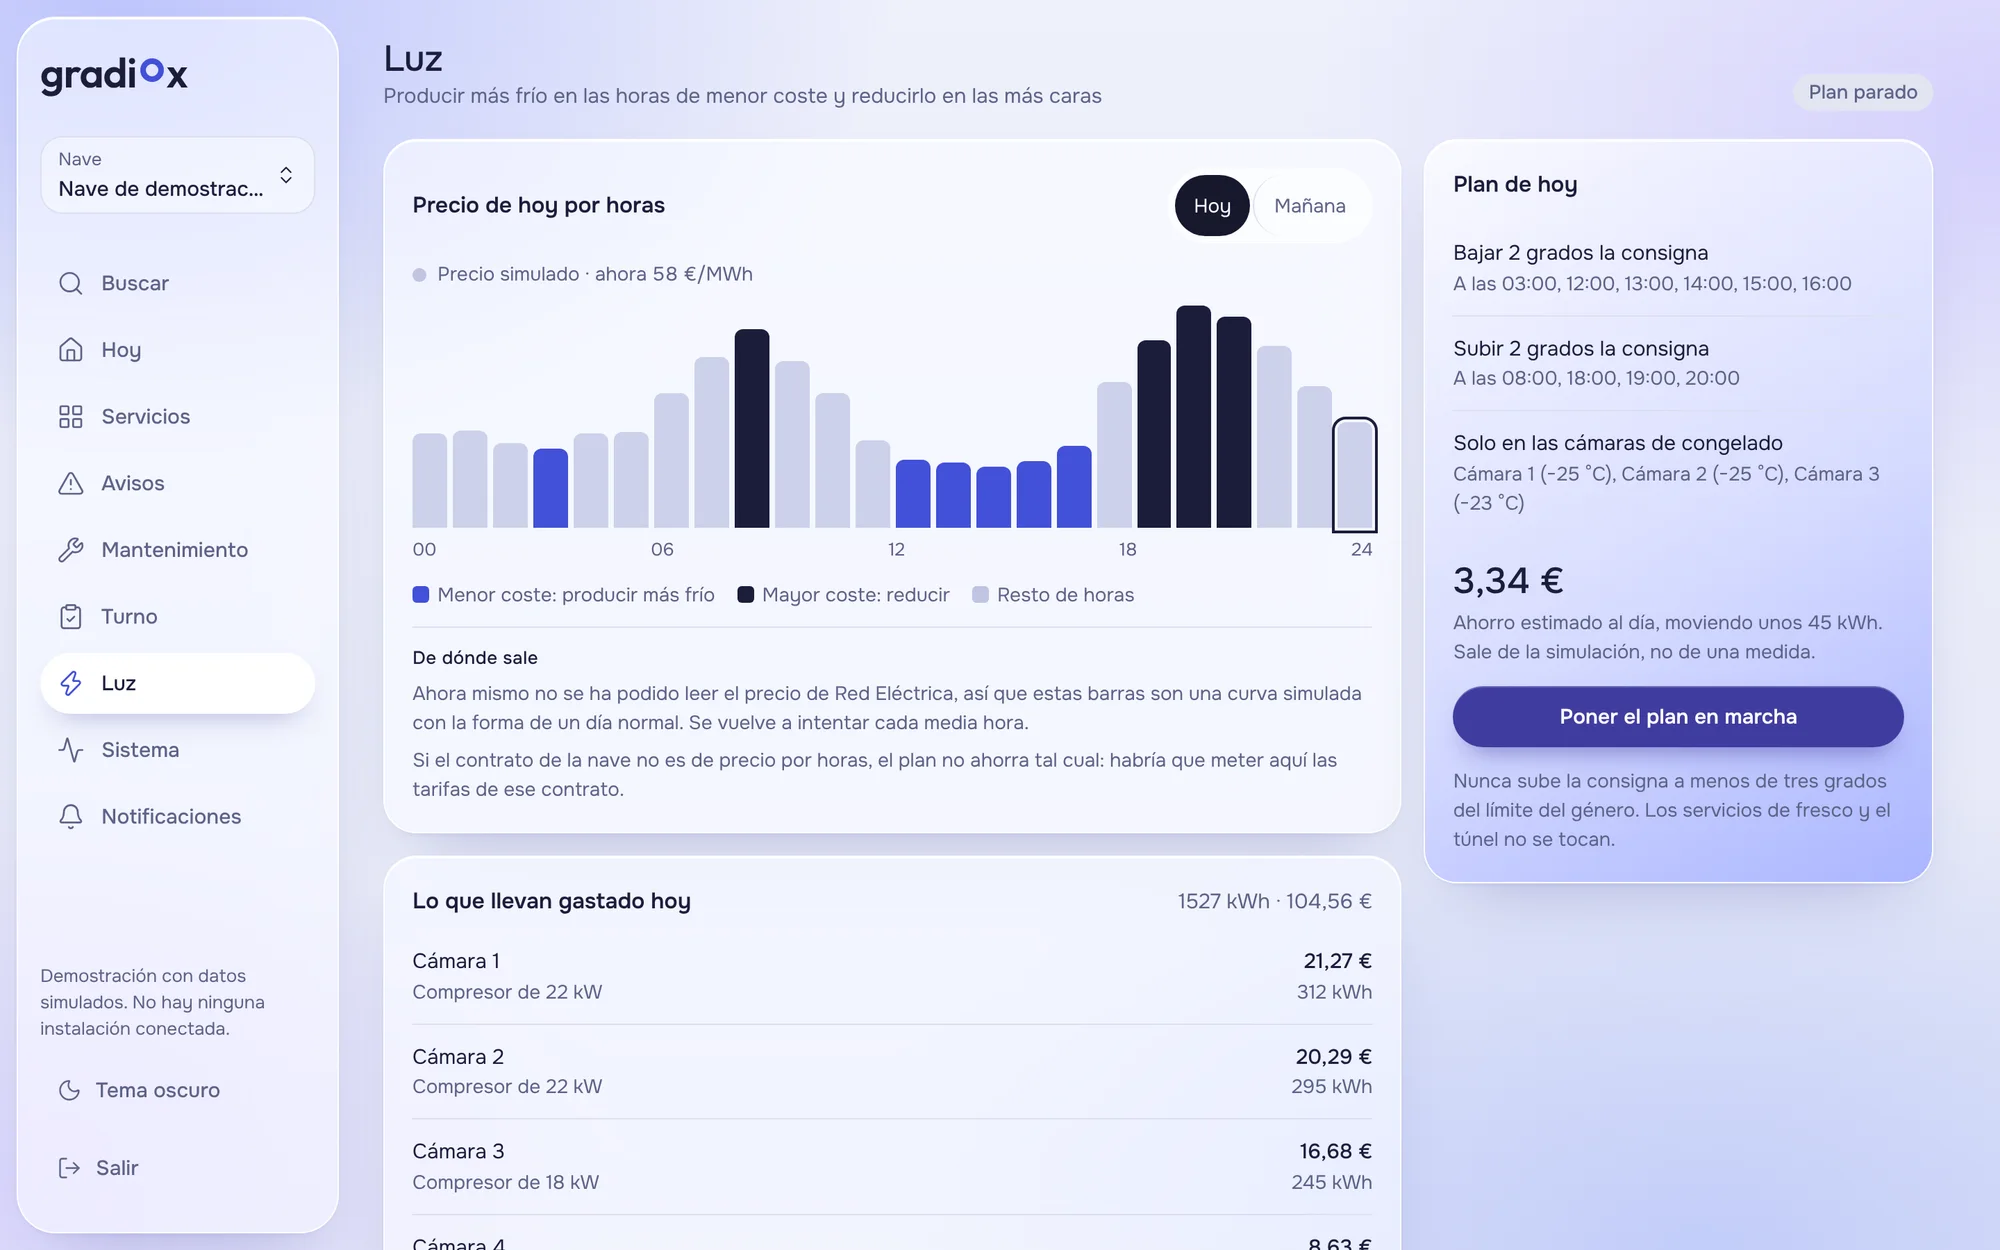 gradiox
Nave
Nave de demostrac...
Buscar
Hoy
Servicios
Avisos
Mantenimiento
Turno
Luz
Sistema
Notificaciones
Demostración con datos
simulados. No hay ninguna
instalación conectada.
Tema oscuro
Salir
Luz
Producir más frío en las horas de menor coste y reducirlo en las más caras
Plan parado
Precio de hoy por horas
Hoy
Mañana
Precio simulado · ahora 58 €/MWh
00 06 12 18 24
Menor coste: producir más frío
Mayor coste: reducir
Resto de horas
De dónde sale
Ahora mismo no se ha podido leer el precio de Red Eléctrica, así que estas barras son una curva simulada
con la forma de un día normal. Se vuelve a intentar cada media hora.
Si el contrato de la nave no es de precio por horas, el plan no ahorra tal cual: habría que meter aquí las
tarifas de ese contrato.
Lo que llevan gastado hoy
1527 kWh · 104,56 €
Cámara 1
21,27 €
Compresor de 22 kW
312 kWh
Cámara 2
20,29 €
Compresor de 22 kW
295 kWh
Cámara 3
16,68 €
Compresor de 18 kW
245 kWh
Cámara 4
8,63 €
Plan de hoy
Bajar 2 grados la consigna
A las 03:00, 12:00, 13:00, 14:00, 15:00, 16:00
Subir 2 grados la consigna
A las 08:00, 18:00, 19:00, 20:00
Solo en las cámaras de congelado
Cámara 1 (-25 °C), Cámara 2 (-25 °C), Cámara 3
(-23 °C)
3,34 €
Ahorro estimado al día, moviendo unos 45 kWh.
Sale de la simulación, no de una medida.
Poner el plan en marcha
Nunca sube la consigna a menos de tres grados
del límite del género. Los servicios de fresco y el
túnel no se tocan.